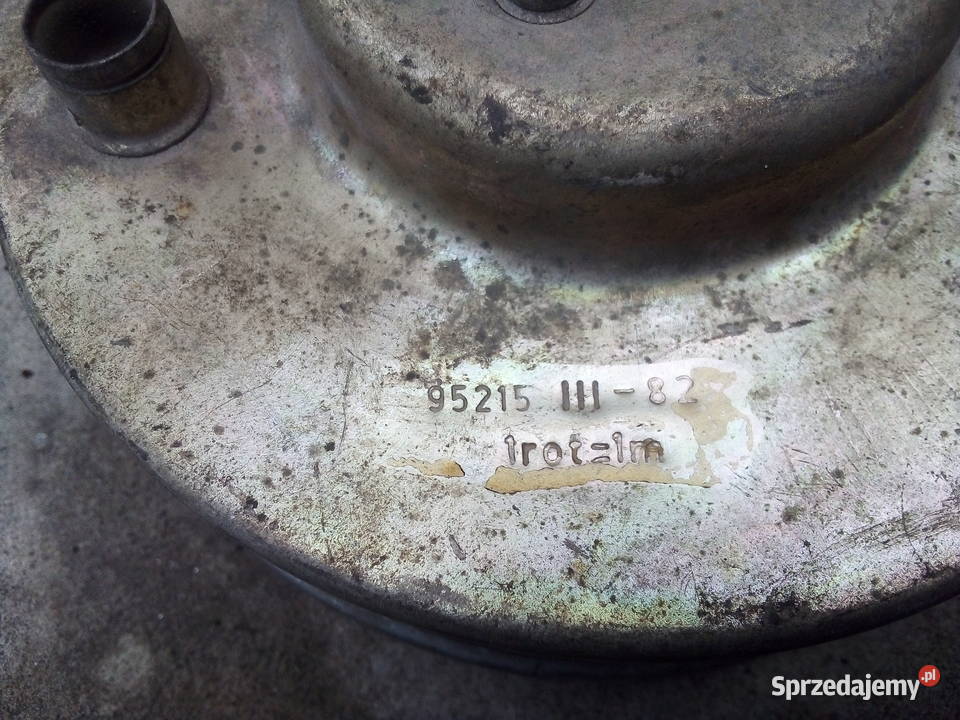 95215 III-82
1rot=1m
Sprzedajemy.pl